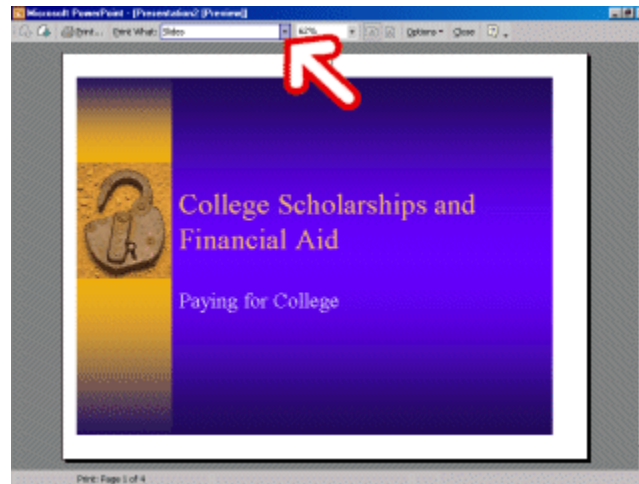 Microsoft PowerPoint - [Presentation2 (Preview)]
Print... Print What: Slides 62% Options Close
College Scholarships and
Financial Aid
Paying for College
Print: Page 1 of 4